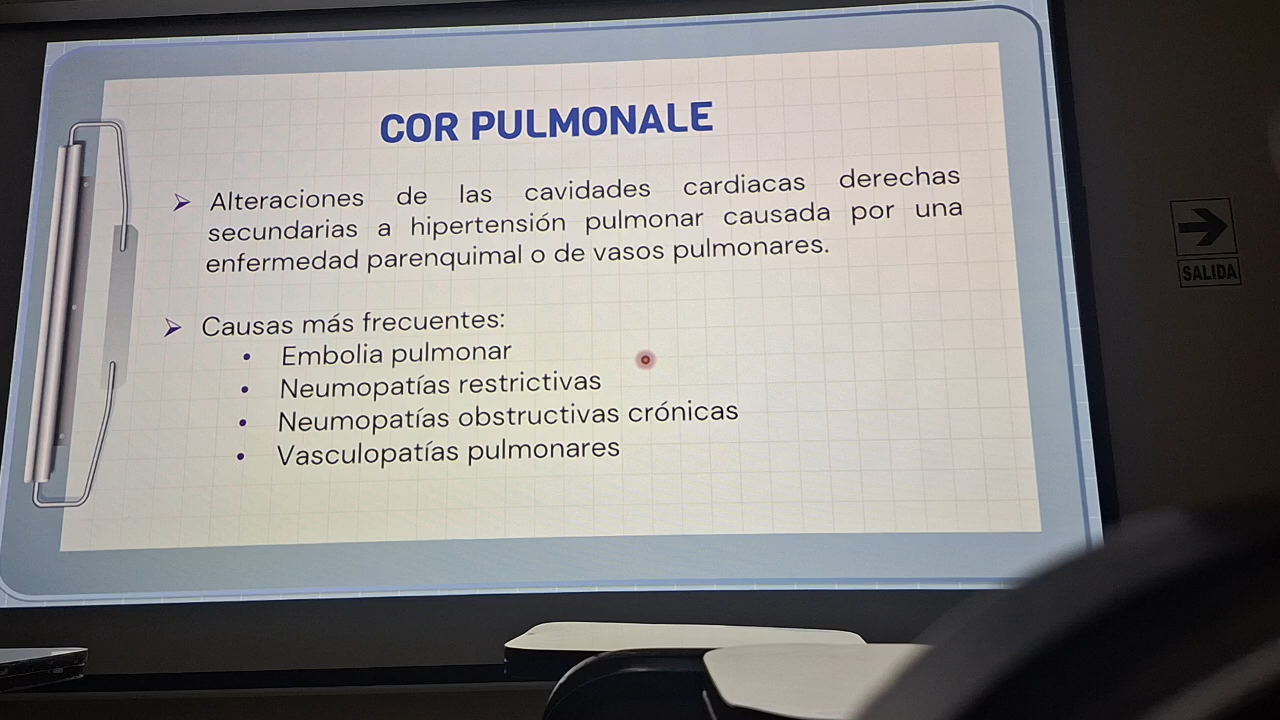 COR PULMONALE
➢ Alteraciones de las cavidades cardiacas derechas
secundarias a hipertensión pulmonar causada por una
enfermedad parenquimal o de vasos pulmonares.
➢ Causas más frecuentes:
• Embolia pulmonar
• Neumopatías restrictivas
• Neumopatías obstructivas crónicas
• Vasculopatías pulmonares
SALIDA